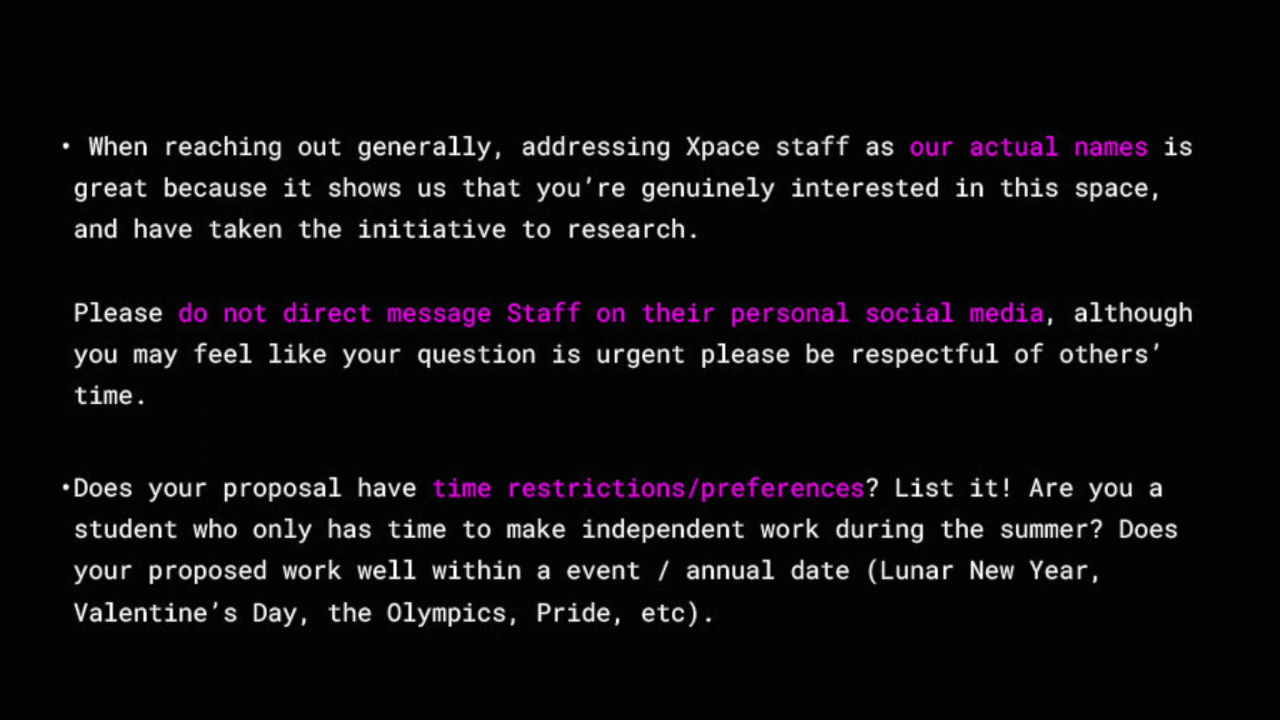 • When reaching out generally, addressing Xpace staff as our actual names is
great because it shows us that you’re genuinely interested in this space,
and have taken the initiative to research.
Please do not direct message Staff on their personal social media, although
you may feel like your question is urgent please be respectful of others’
time.
•Does your proposal have time restrictions/preferences? List it! Are you a
student who only has time to make independent work during the summer? Does
your proposed work well within a event / annual date (Lunar New Year,
Valentine’s Day, the Olympics, Pride, etc).